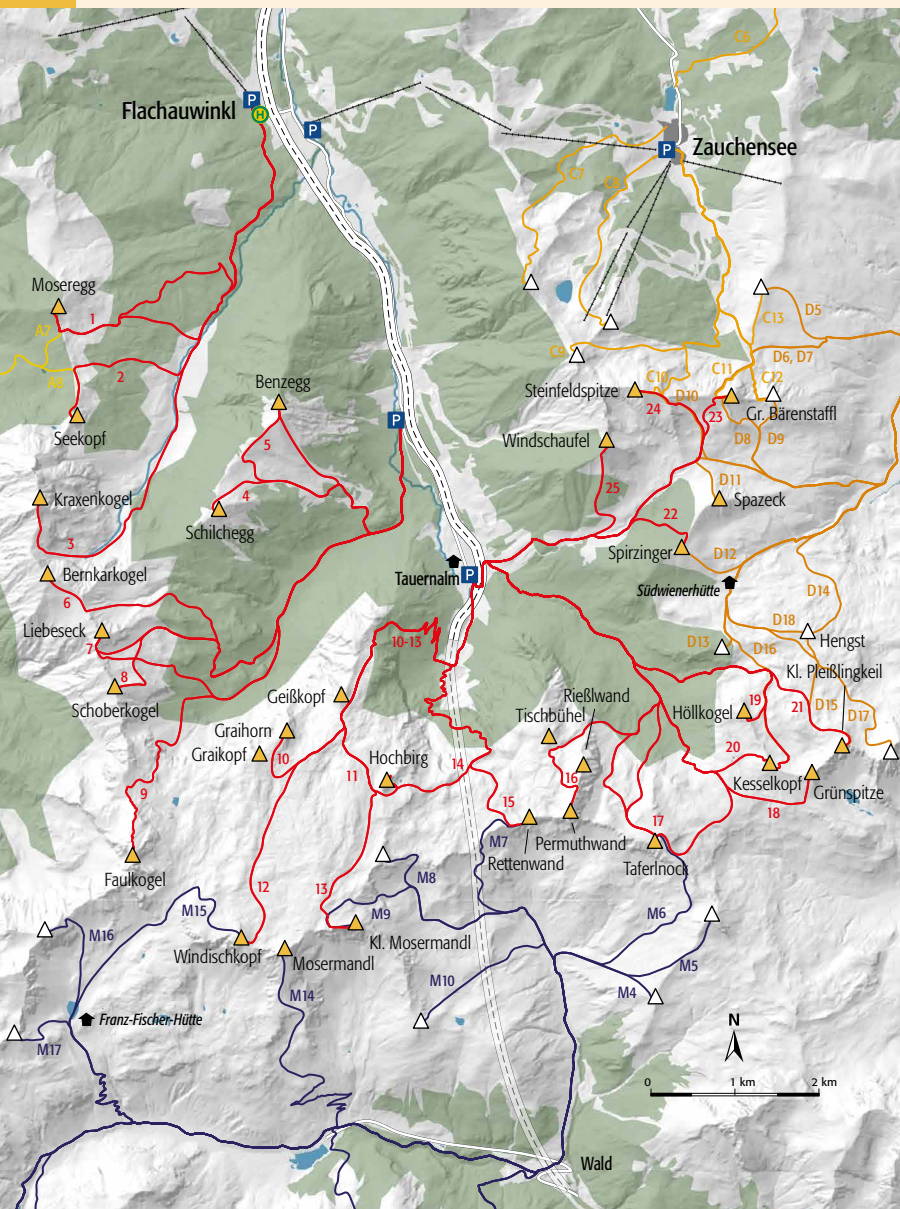 C6
P
Flachauwinkl
H
P
P
Zauchensee
C7
C8
Moseregg
A7
1
D5
C13
C9
D6, D7
A8
2
C10
C11
C12
Benzegg
Steinfeldspitze
D10
24
23
Gr. Bärenstaffl
P
Seekopf
Windschaufel
D8
D9
5
D11
Kraxenkogel
4
25
Spazeck
Schilchegg
22
3
Spirzinger
D12
Bernkarkogel
Tauernalm
P
Südwienerhütte
D14
6
Liebeseck
D18
10-13
D13
Hengst
7
D16
8
Kl. Pleißlingkeil
Schoberkogel
Geißkopf
Rießlwand
19
21
D15
D17
Tischbühel
Höllkogel
Graihorn
Graikopf
10
Hochbirg
14
20
11
16
Kesselkopf
9
15
Grünspitze
18
17
M7
Permuthwand
Rettenwand
Taferlnock
Faulkogel
M8
12
13
M15
M9
M6
M16
Windischkopf
Kl. Mosermandl
Mosermandl
M5
M10
M4
M14
Franz-Fischer-Hütte
N
M17
0
1 km
2 km
Wald